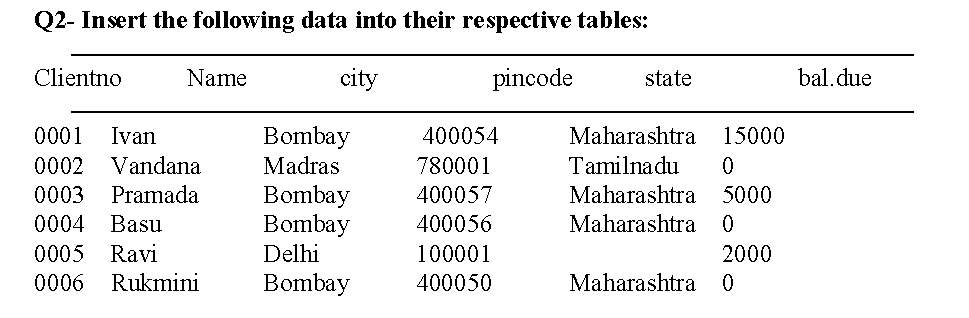 Q2- Insert the following data into their respective tables:
Clientno Name city pincode state bal.due
0001 Ivan Bombay 400054 Maharashtra 15000
0002 Vandana Madras 780001 Tamilnadu 0
0003 Pramada Bombay 400057 Maharashtra 5000
0004 Basu Bombay 400056 Maharashtra 0
0005 Ravi Delhi 100001 2000
0006 Rukmini Bombay 400050 Maharashtra 0